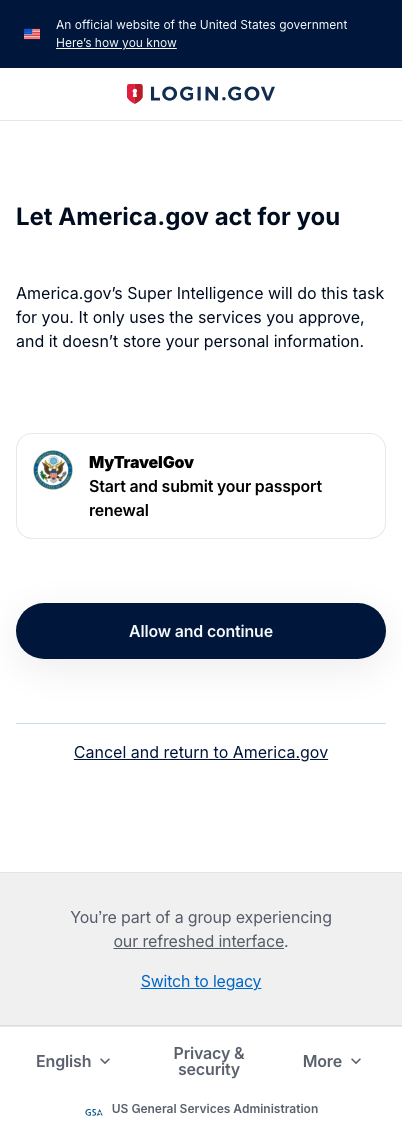 An official website of the United States government
Here's how you know
LOGIN.GOV
Let America.gov act for you
America.gov’s Super Intelligence will do this task
for you. It only uses the services you approve,
and it doesn’t store your personal information.
MyTravelGov
Start and submit your passport
renewal
Allow and continue
Cancel and return to America.gov
You’re part of a group experiencing
our refreshed interface.
Switch to legacy
English
Privacy &
security
More
GSA US General Services Administration